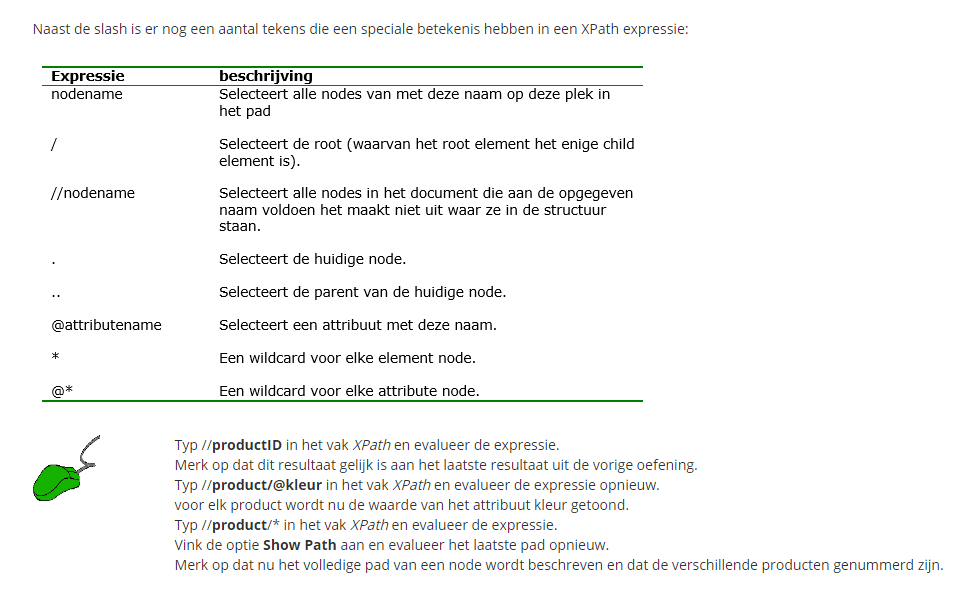 Naast de slash is er nog een aantal tekens die een speciale betekenis hebben in een XPath expressie:
Expressie beschrijving
nodename Selecteert alle nodes van met deze naam op deze plek in
het pad
/ Selecteert de root (waarvan het root element het enige child
element is).
//nodename Selecteert alle nodes in het document die aan de opgegeven
naam voldoen het maakt niet uit waar ze in de structuur
staan.
. Selecteert de huidige node.
.. Selecteert de parent van de huidige node.
@attributename Selecteert een attribuut met deze naam.
* Een wildcard voor elke element node.
@* Een wildcard voor elke attribute node.
Typ //productID in het vak XPath en evalueer de expressie.
Merk op dat dit resultaat gelijk is aan het laatste resultaat uit de vorige oefening.
Typ //product/@kleur in het vak XPath en evalueer de expressie opnieuw.
voor elk product wordt nu de waarde van het attribuut kleur getoond.
Typ //product/* in het vak XPath en evalueer de expressie.
Vink de optie Show Path aan en evalueer het laatste pad opnieuw.
Merk op dat nu het volledige pad van een node wordt beschreven en dat de verschillende producten genummerd zijn.